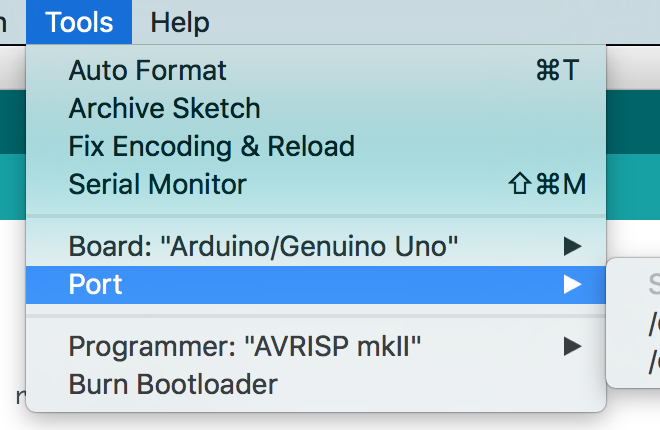 Tools Help
Auto Format ⌘T
Archive Sketch
Fix Encoding & Reload
Serial Monitor ⇧⌘M
Board: "Arduino/Genuino Uno" ▶
Port ▶
Programmer: "AVRISP mkII" ▶
Burn Bootloader